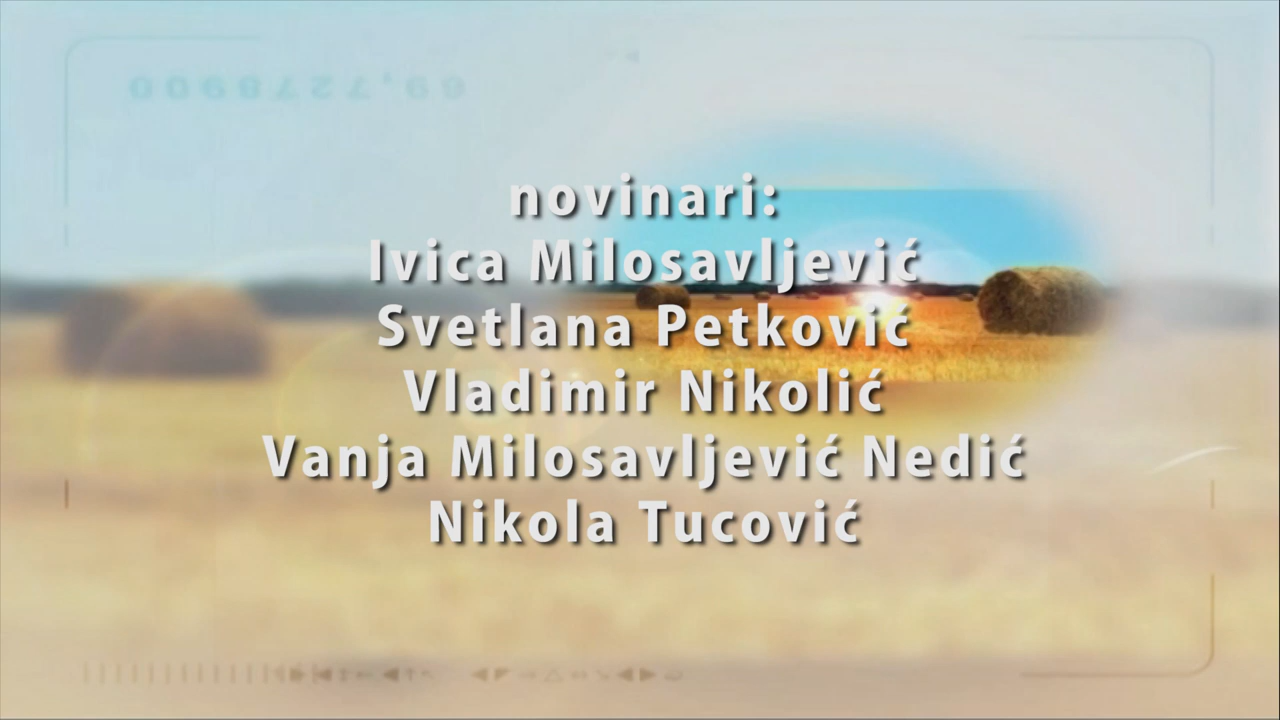 novinari:
Ivica Milosavljević
Svetlana Petković
Vladimir Nikolić
Vanja Milosavljević Nedić
Nikola Tucović